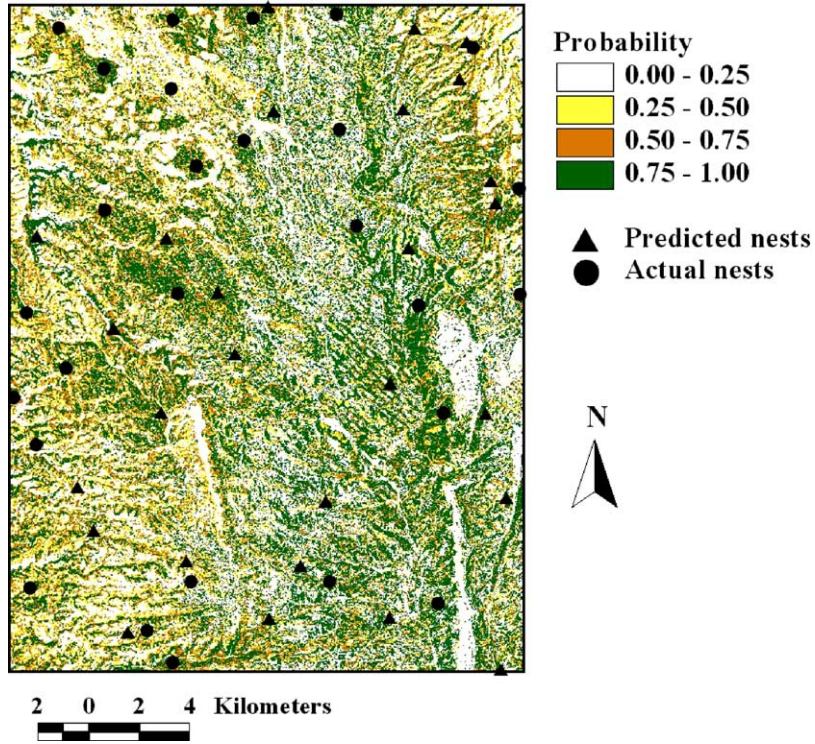 Probability
0.00 - 0.25
0.25 - 0.50
0.50 - 0.75
0.75 - 1.00
Predicted nests
Actual nests
N
2 0 2 4 Kilometers